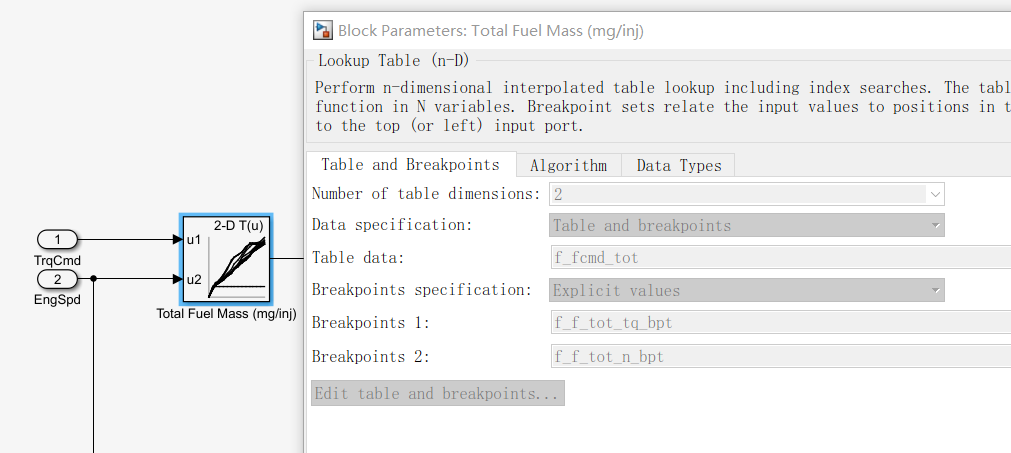 Block Parameters: Total Fuel Mass (mg/inj)
Lookup Table (n-D)
Perform n-dimensional interpolated table lookup including index searches. The tabl
function in N variables. Breakpoint sets relate the input values to positions in t
to the top (or left) input port.
Table and Breakpoints Algorithm Data Types
Number of table dimensions: 2
Data specification: Table and breakpoints
Table data: f_fcmd_tot
Breakpoints specification: Explicit values
Breakpoints 1: f_f_tot_tq_bpt
Breakpoints 2: f_f_tot_n_bpt
Edit table and breakpoints...
2-D T(u)
1 u1
TrqCmd
2 u2
EngSpd
Total Fuel Mass (mg/inj)